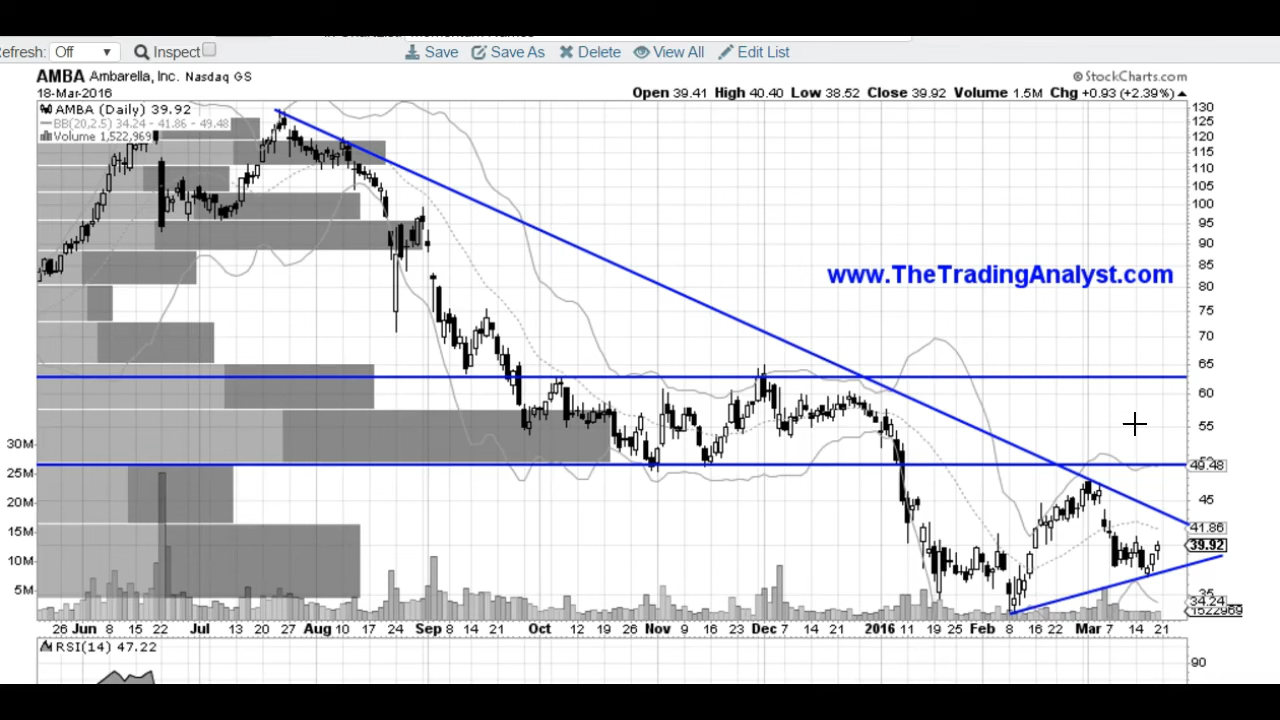 Refresh: Off Inspect Save Save As Delete View All Edit List
AMBA Ambarella, Inc. Nasdaq GS
©StockCharts.com
18-Mar-2016
Open 39.41 High 40.40 Low 38.52 Close 39.92 Volume 1.5M Chg +0.93 (+2.39%)
AMBA (Daily) 39.92
BB(20,2.5) 34.24 - 41.86 - 49.48
Volume 1,522,969
130
125
120
115
110
105
100
95
90
85
80
75
70
65
60
55
49.48
45
41.86
39.92
35
34.24
1522969
www.TheTradingAnalyst.com
30M
25M
20M
15M
10M
5M
26 Jun 8 15 22 Jul 13 20 27 Aug 10 17 24 Sep 8 14 21 Oct 12 19 26 Nov 9 16 23 Dec 7 14 21 2016 11 19 25 Feb 8 16 22 Mar 7 14 21
RSI(14) 47.22
90